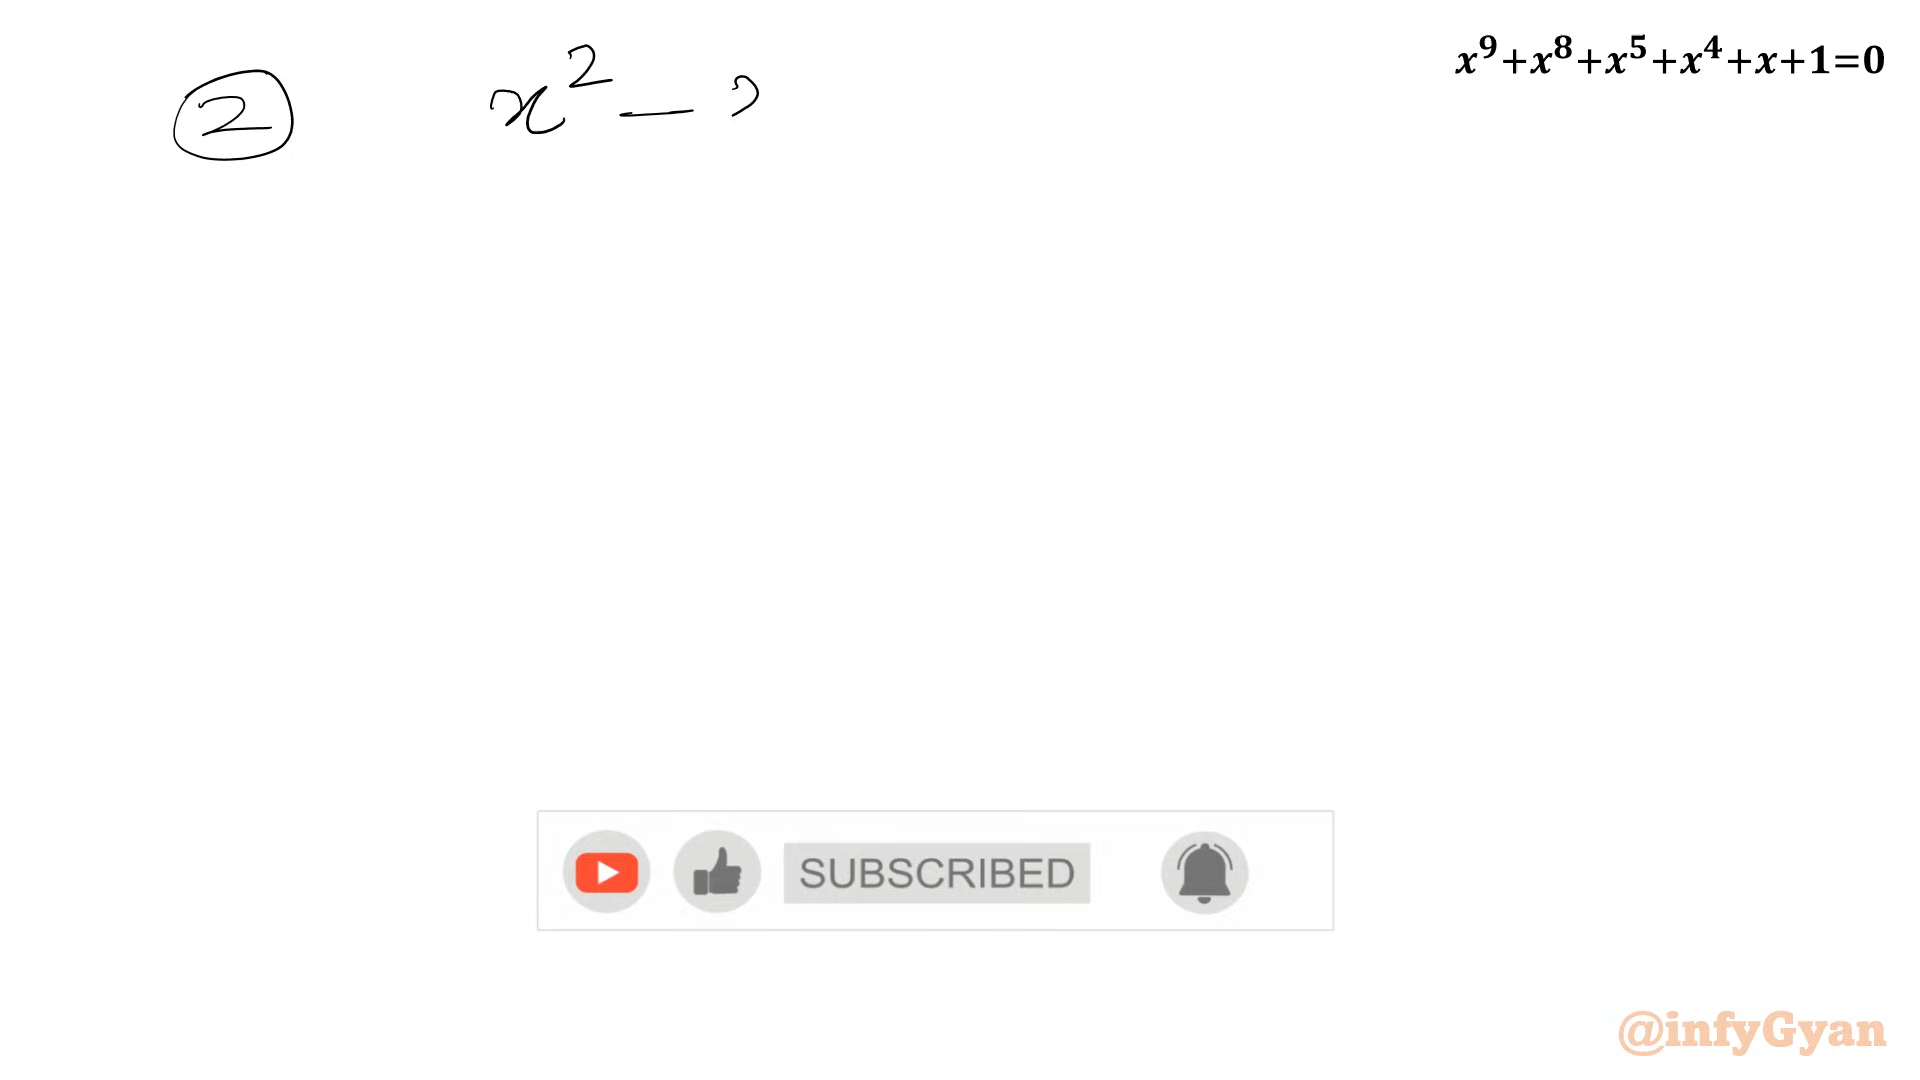 x⁹+x⁸+x⁵+x⁴+x+1=0
2 x² -
SUBSCRIBED
@infyGyan